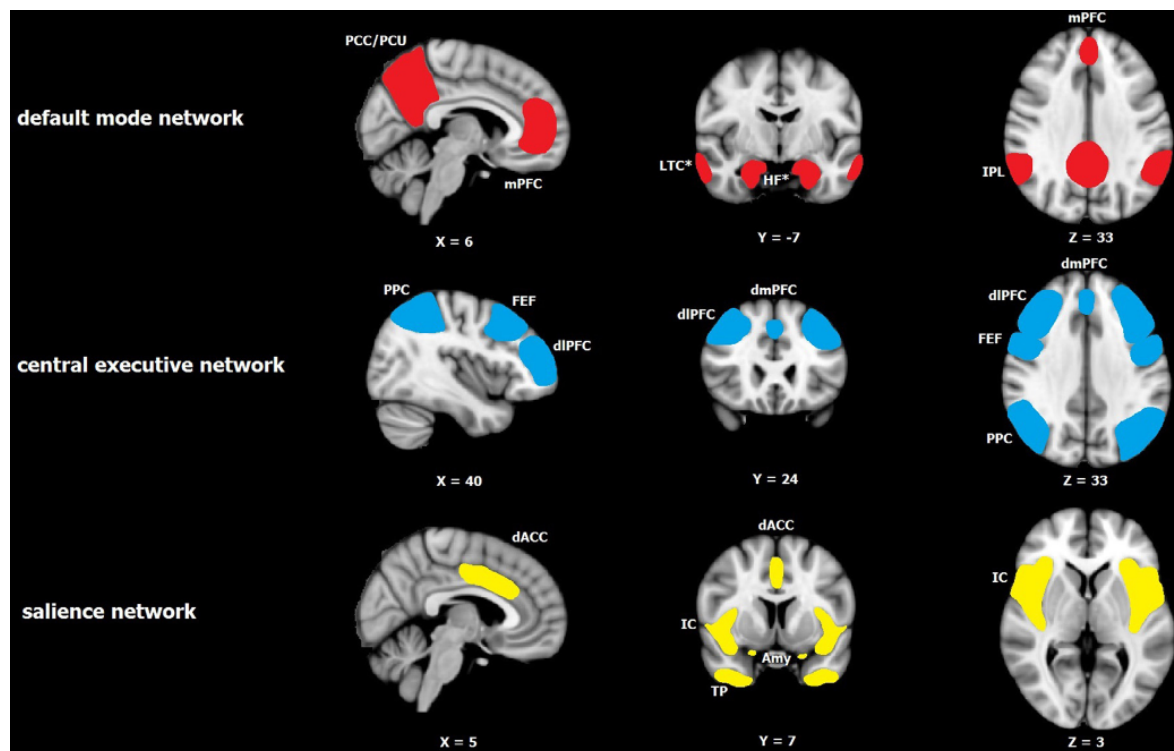 default mode network
PCC/PCU
mPFC
X = 6
LTC*
HF*
Y = -7
mPFC
IPL
Z = 33
central executive network
PPC
FEF
dlPFC
X = 40
dlPFC
dmPFC
Y = 24
dmPFC
dlPFC
FEF
PPC
Z = 33
salience network
dACC
X = 5
dACC
IC
Amy
TP
Y = 7
IC
Z = 3